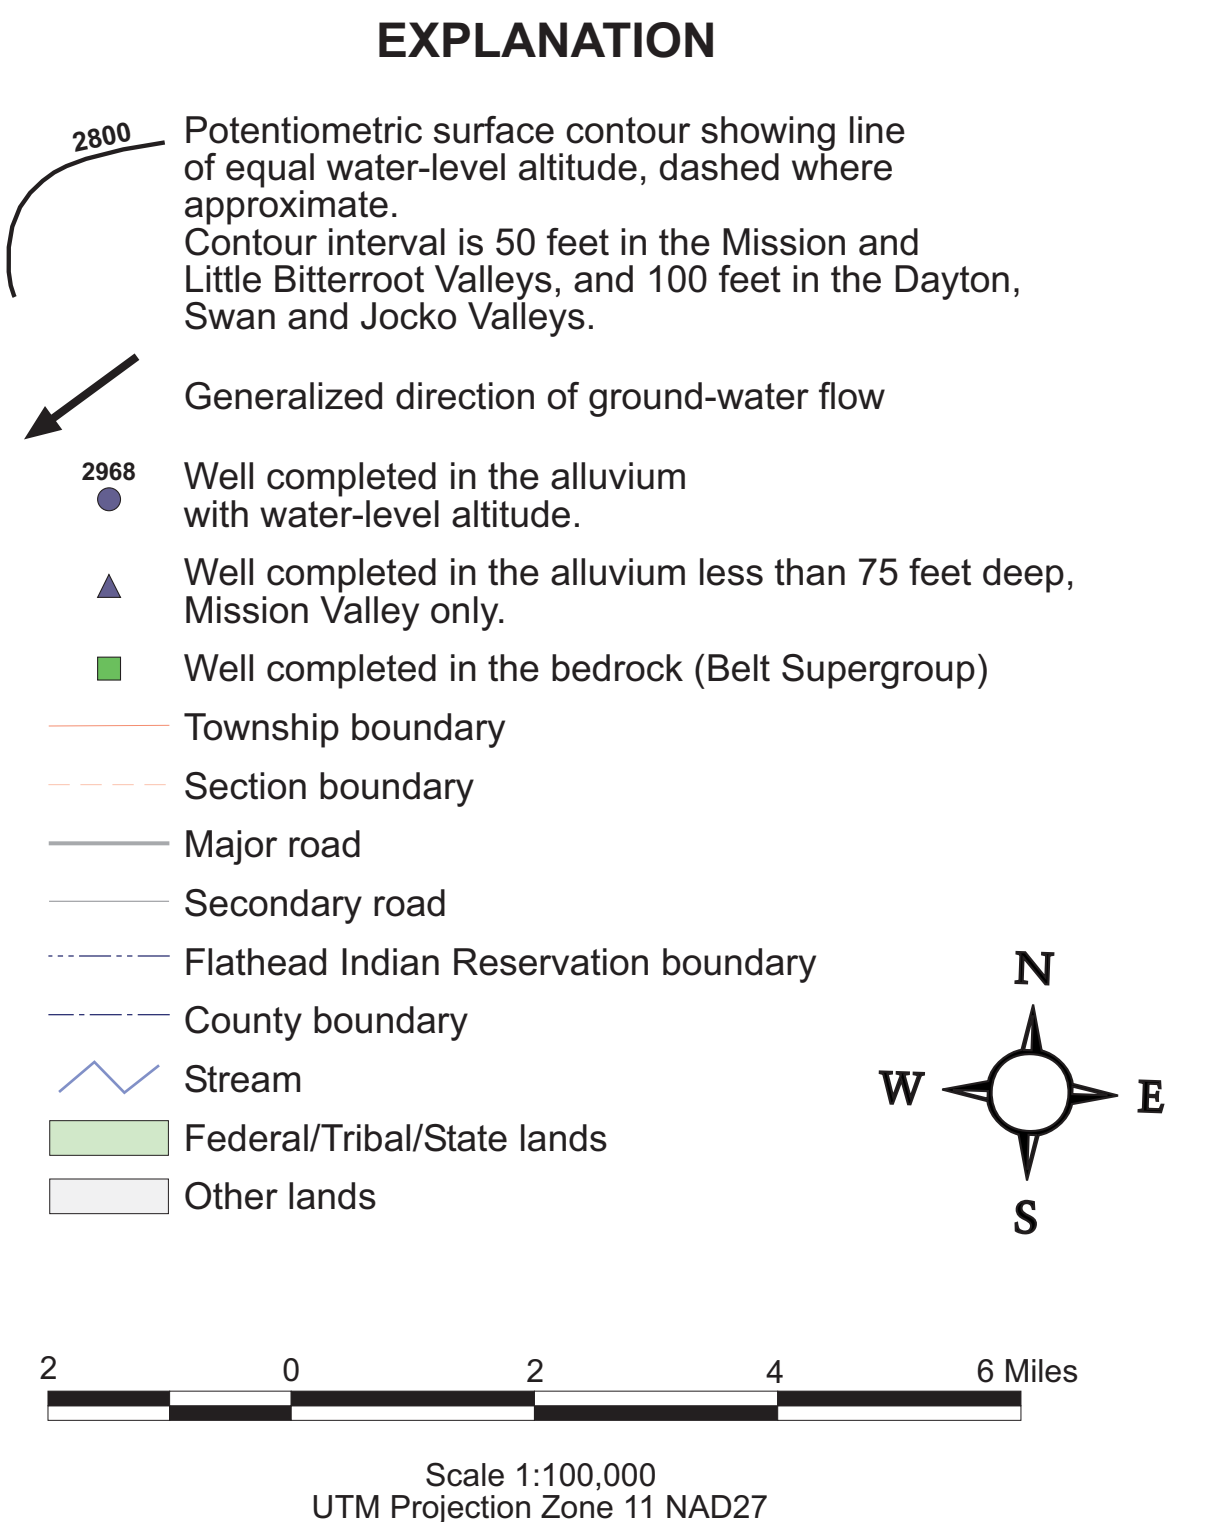 EXPLANATION
2800
Potentiometric surface contour showing line
of equal water-level altitude, dashed where
approximate.
Contour interval is 50 feet in the Mission and
Little Bitterroot Valleys, and 100 feet in the Dayton,
Swan and Jocko Valleys.
Generalized direction of ground-water flow
2968
Well completed in the alluvium
with water-level altitude.
Well completed in the alluvium less than 75 feet deep,
Mission Valley only.
Well completed in the bedrock (Belt Supergroup)
Township boundary
Section boundary
Major road
Secondary road
Flathead Indian Reservation boundary
County boundary
Stream
Federal/Tribal/State lands
Other lands
N
W E
S
2 0 2 4 6 Miles
Scale 1:100,000
UTM Projection Zone 11 NAD27